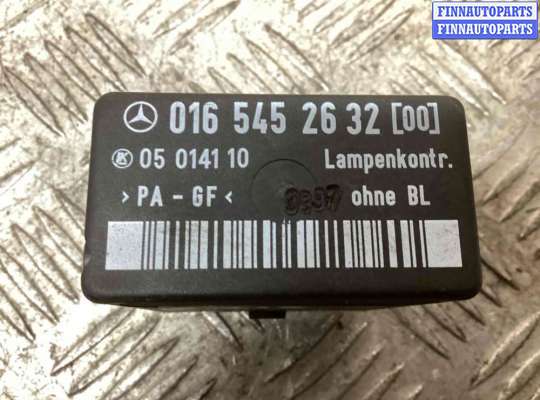 FINNAUTOPARTS
FINNAUTOPARTS
016 545 26 32 [00]
05 0141 10 Lampenkontr.
> PA - GF < ohne BL